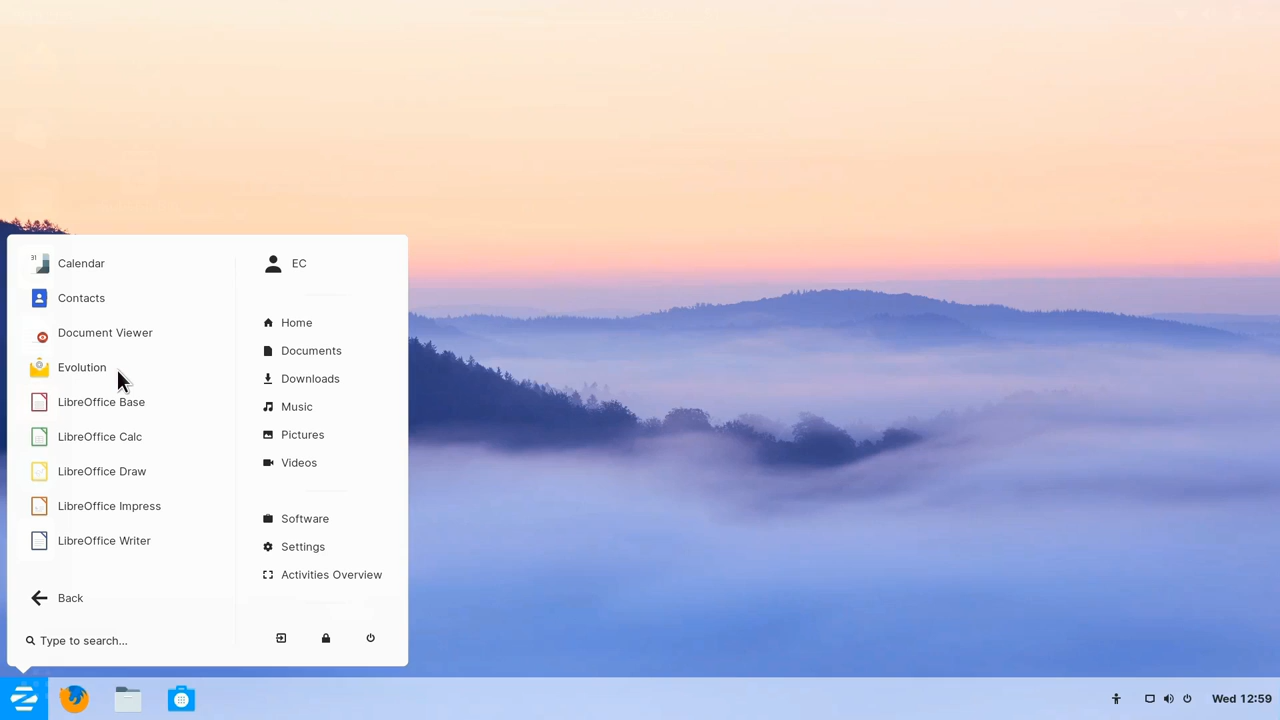 Calendar
Contacts
Document Viewer
Evolution
LibreOffice Base
LibreOffice Calc
LibreOffice Draw
LibreOffice Impress
LibreOffice Writer
Back
Type to search...
EC
Home
Documents
Downloads
Music
Pictures
Videos
Software
Settings
Activities Overview
Wed 12:59